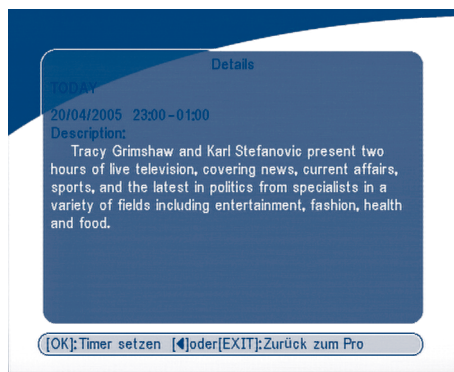 Details
TODAY
20/04/2005 23:00-01:00
Description:
Tracy Grimshaw and Karl Stefanovic present two
hours of live television, covering news, current affairs,
sports, and the latest in politics from specialists in a
variety of fields including entertainment, fashion, health
and food.
[OK]:Timer setzen [◀]oder[EXIT]:Zurück zum Pro